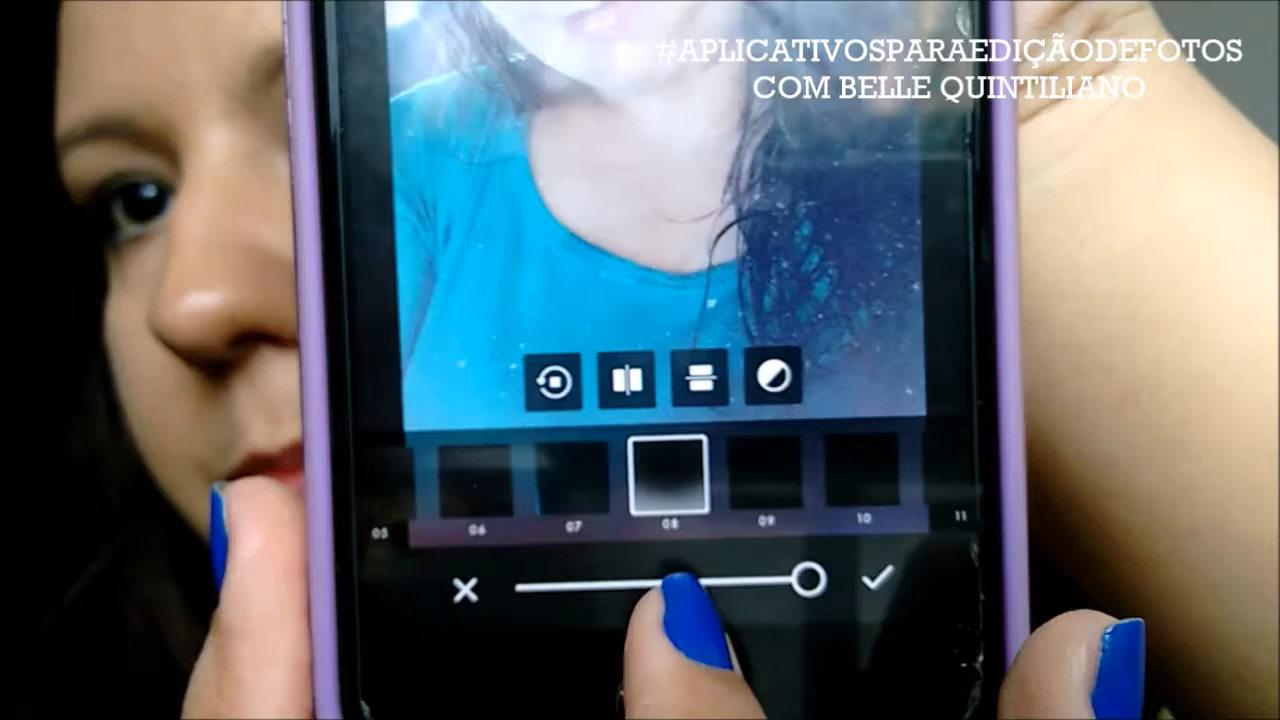 #APLICATIVOSPARAEDIÇÃODEFOTOS
COM BELLE QUINTILIANO
05 06 07 08 09 10 11